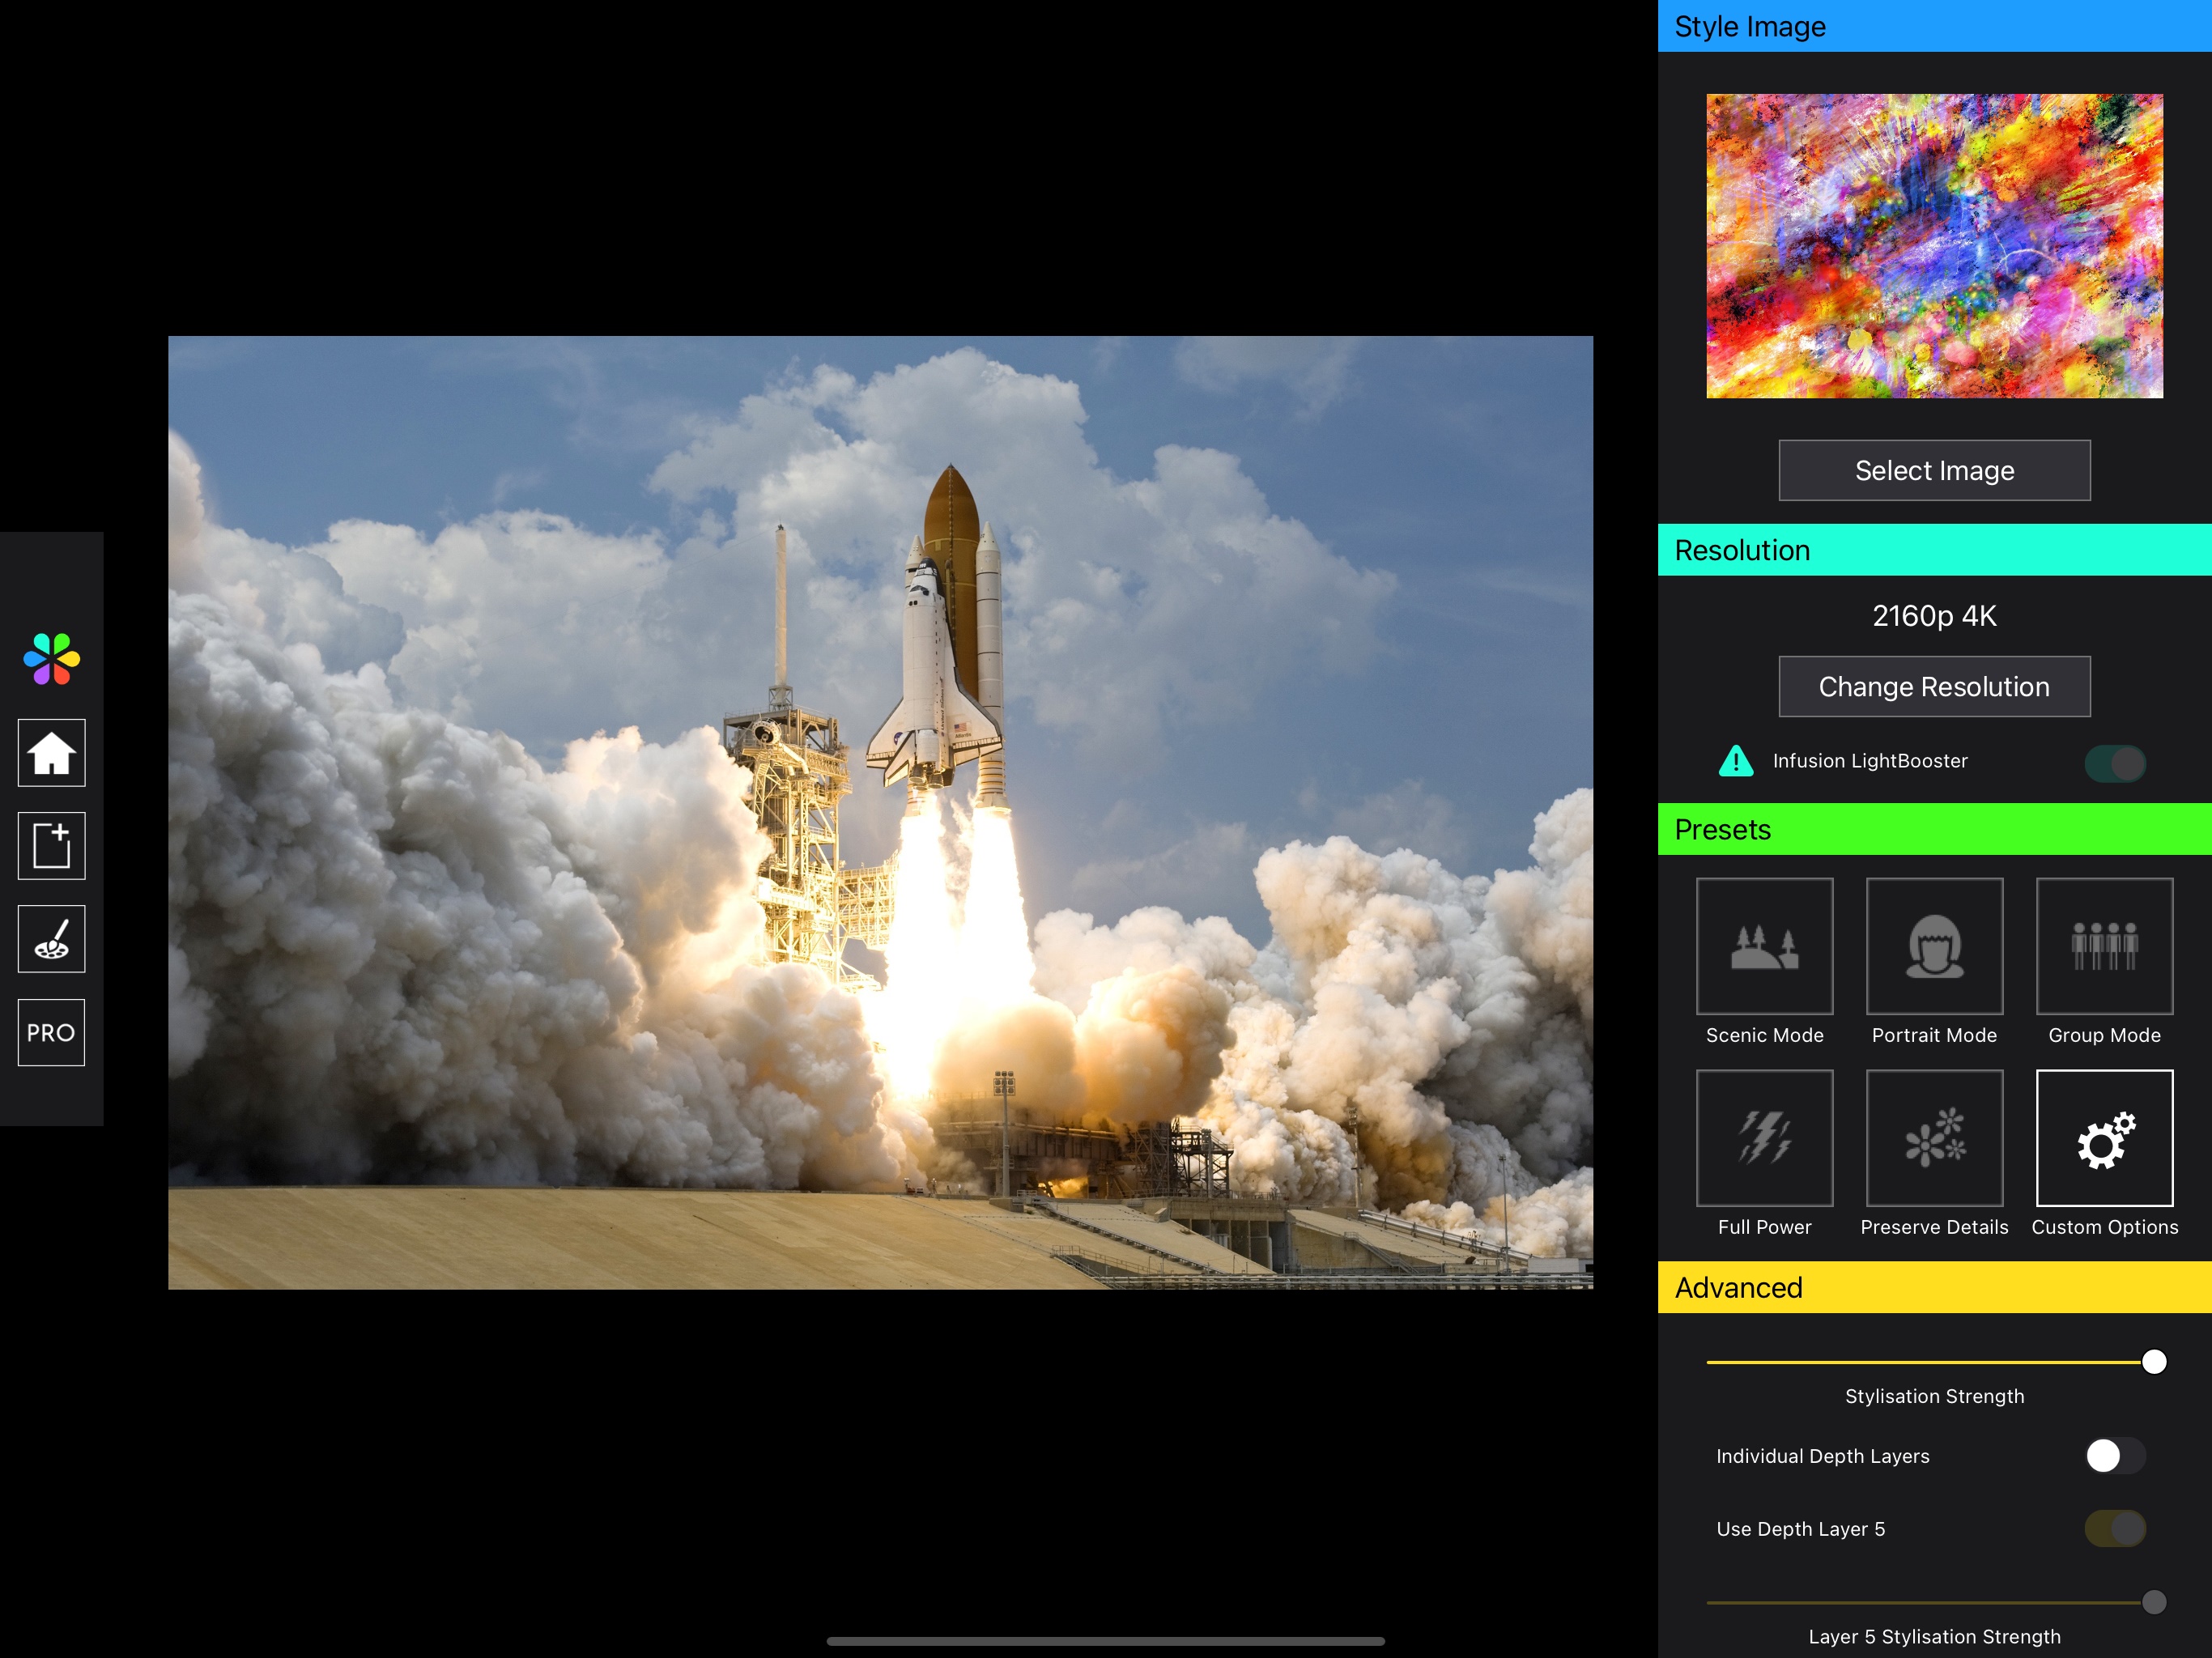 Style Image
Select Image
Resolution
2160p 4K
Change Resolution
Infusion LightBooster
Presets
Scenic Mode
Portrait Mode
Group Mode
Full Power
Preserve Details
Custom Options
Advanced
Stylisation Strength
Individual Depth Layers
Use Depth Layer 5
Layer 5 Stylisation Strength
PRO